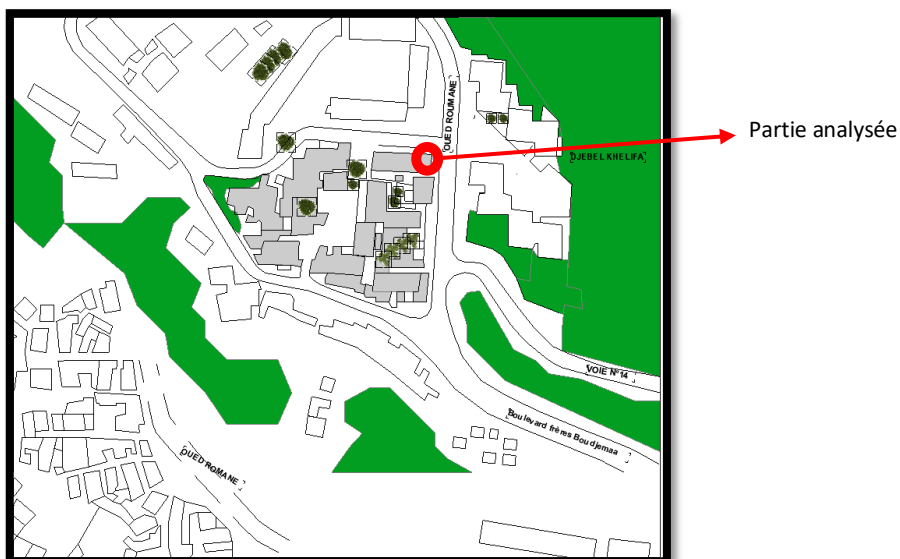 OUED ROUMANE
Partie analysée
DJEBEL KHELIFA
VOIE N°14
Boulevard frères Boudjemaa
OUED ROMANE